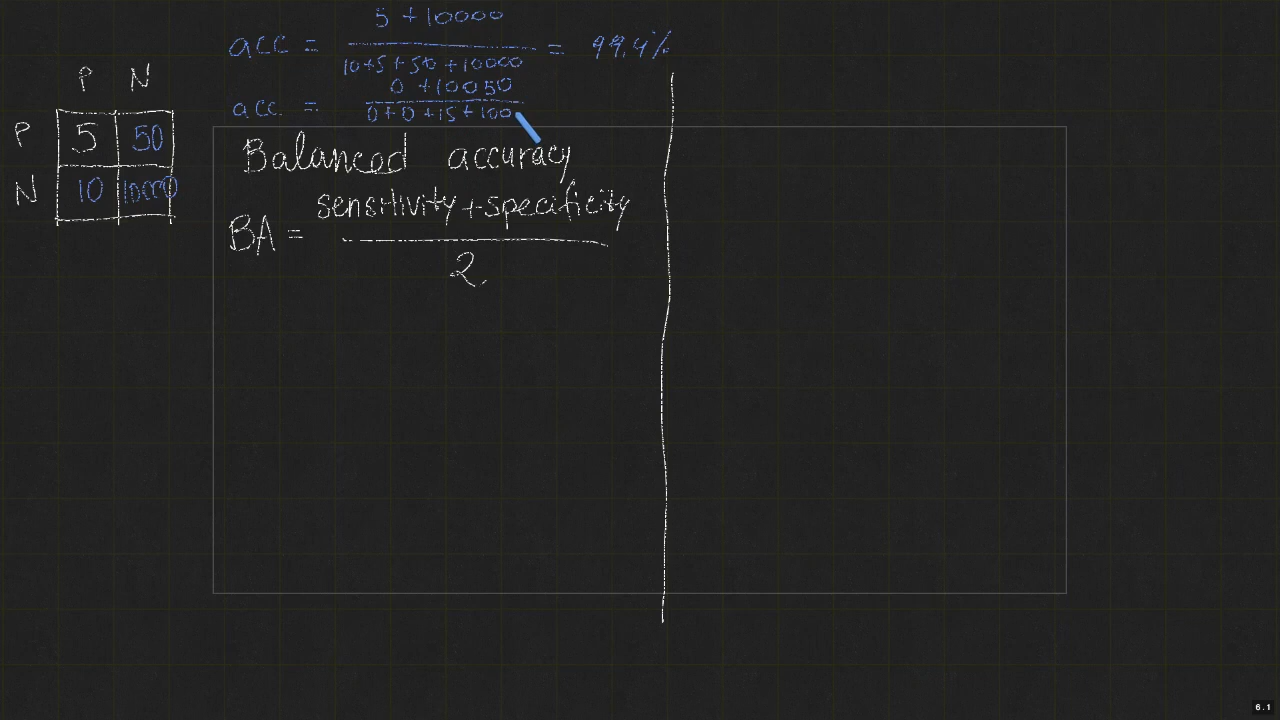 5 + 10000
acc = = 99.4%
10+5+50+10000
0 + 10050
acc =
0+0+15+100
P N
P 5 50
N 10 10000
Balanced accuracy
sensitivity + specificity
BA =
2
6.1